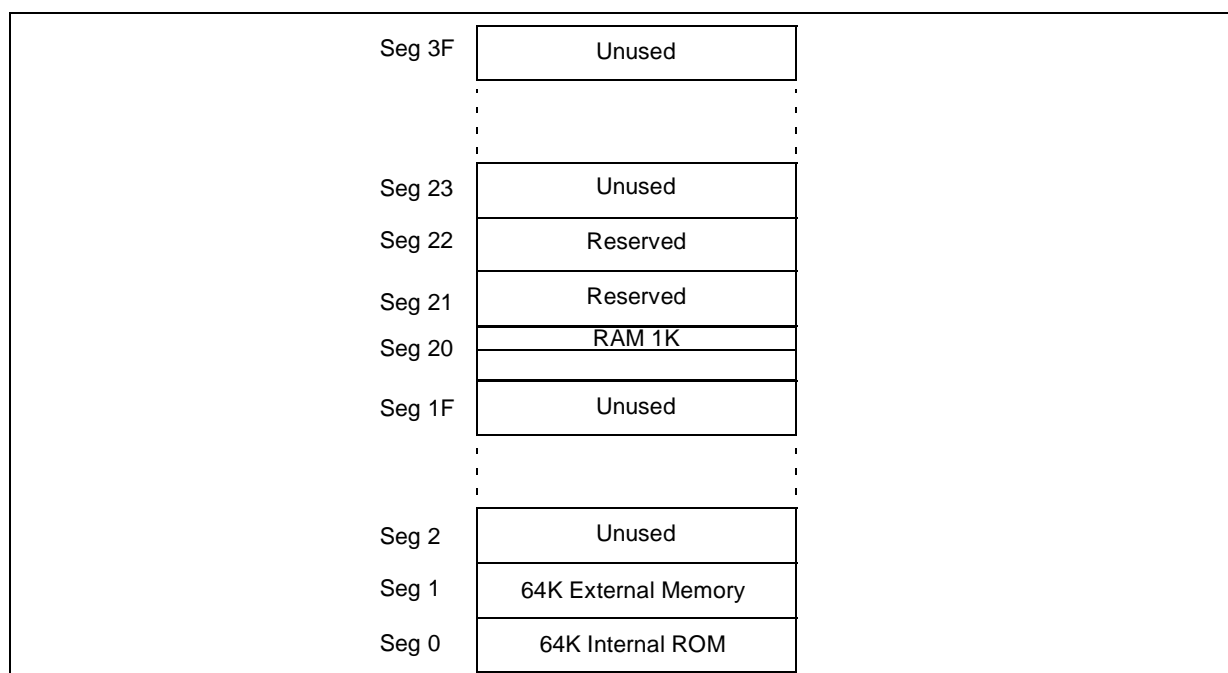 Seg 3F Unused
Seg 23 Unused
Seg 22 Reserved
Seg 21 Reserved
RAM 1K
Seg 20
Seg 1F Unused
Seg 2 Unused
Seg 1 64K External Memory
Seg 0 64K Internal ROM